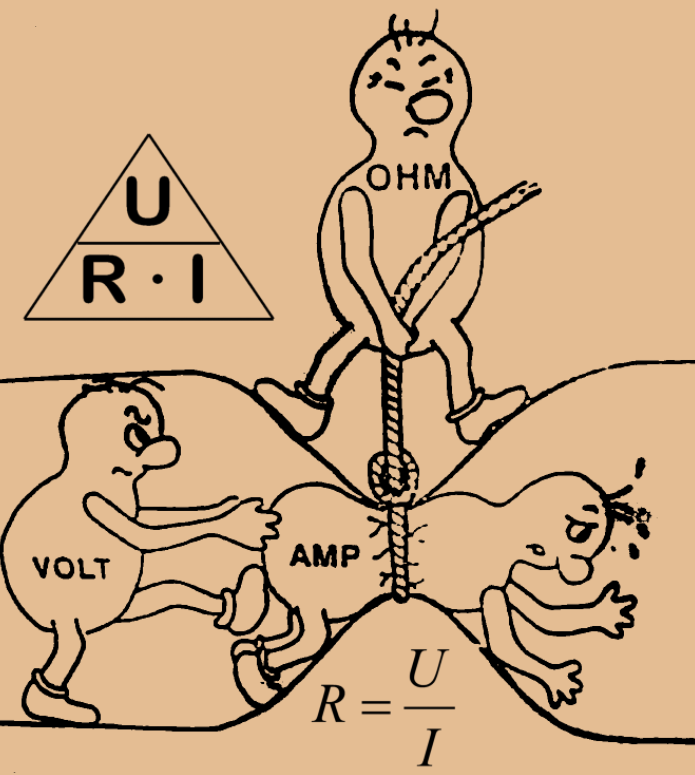 OHM
U
R · I
VOLT
AMP
R = U / I